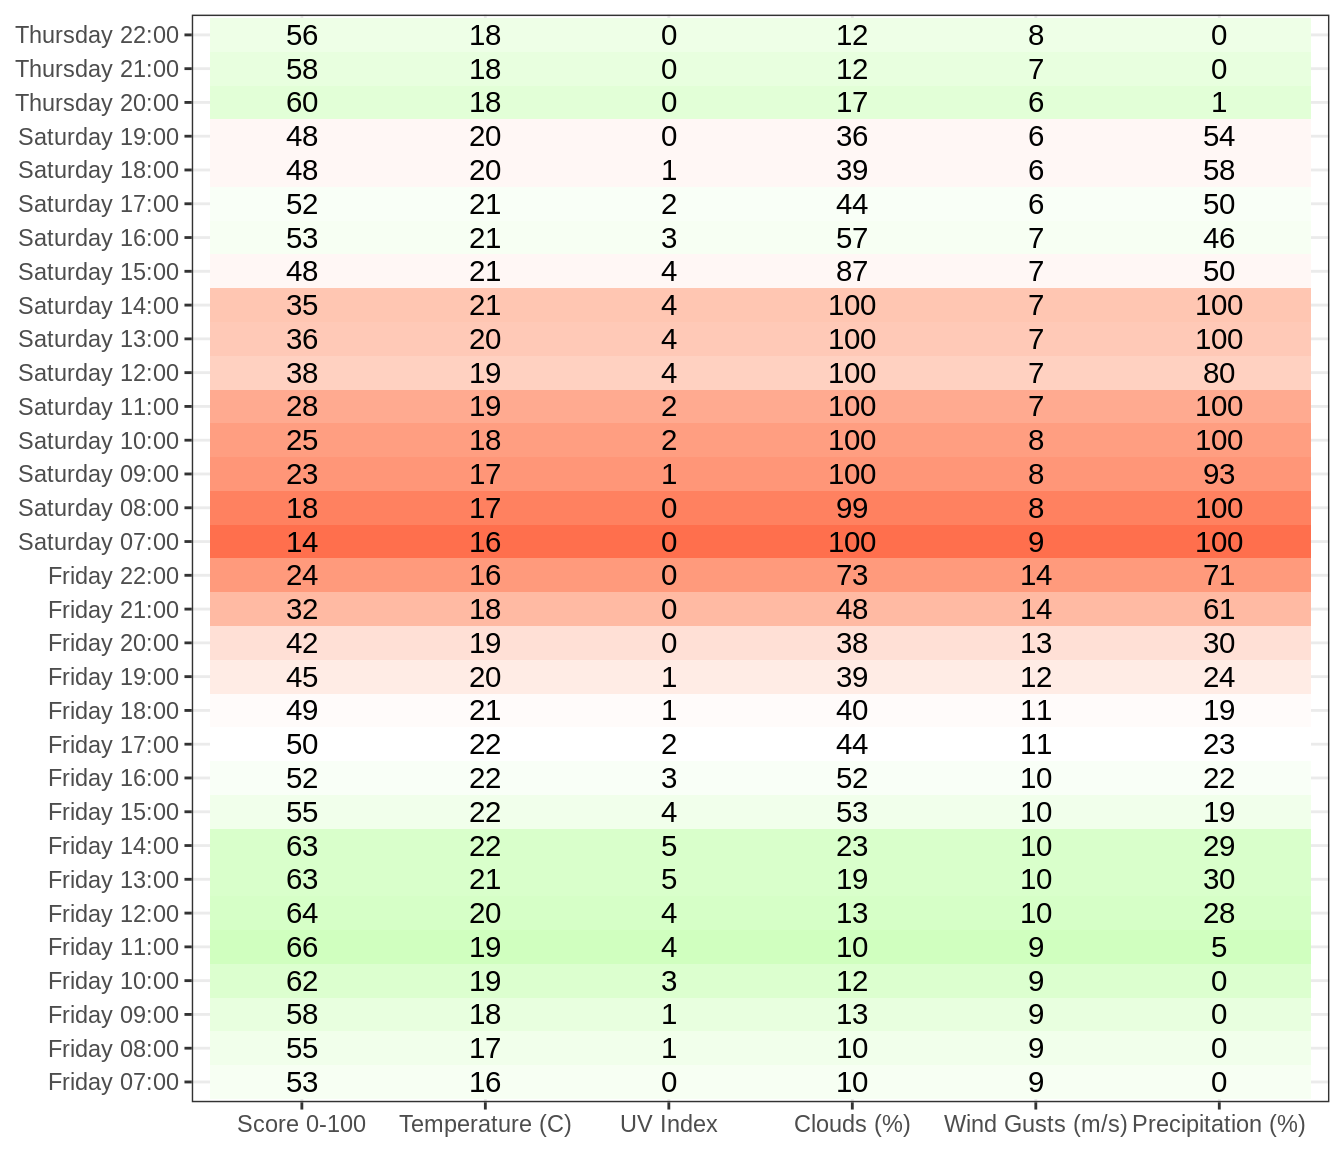 Thursday 22:00 56 18 0 12 8 0
Thursday 21:00 58 18 0 12 7 0
Thursday 20:00 60 18 0 17 6 1
Saturday 19:00 48 20 0 36 6 54
Saturday 18:00 48 20 1 39 6 58
Saturday 17:00 52 21 2 44 6 50
Saturday 16:00 53 21 3 57 7 46
Saturday 15:00 48 21 4 87 7 50
Saturday 14:00 35 21 4 100 7 100
Saturday 13:00 36 20 4 100 7 100
Saturday 12:00 38 19 4 100 7 80
Saturday 11:00 28 19 2 100 7 100
Saturday 10:00 25 18 2 100 8 100
Saturday 09:00 23 17 1 100 8 93
Saturday 08:00 18 17 0 99 8 100
Saturday 07:00 14 16 0 100 9 100
Friday 22:00 24 16 0 73 14 71
Friday 21:00 32 18 0 48 14 61
Friday 20:00 42 19 0 38 13 30
Friday 19:00 45 20 1 39 12 24
Friday 18:00 49 21 1 40 11 19
Friday 17:00 50 22 2 44 11 23
Friday 16:00 52 22 3 52 10 22
Friday 15:00 55 22 4 53 10 19
Friday 14:00 63 22 5 23 10 29
Friday 13:00 63 21 5 19 10 30
Friday 12:00 64 20 4 13 10 28
Friday 11:00 66 19 4 10 9 5
Friday 10:00 62 19 3 12 9 0
Friday 09:00 58 18 1 13 9 0
Friday 08:00 55 17 1 10 9 0
Friday 07:00 53 16 0 10 9 0
Score 0-100 Temperature (C) UV Index Clouds (%) Wind Gusts (m/s) Precipitation (%)